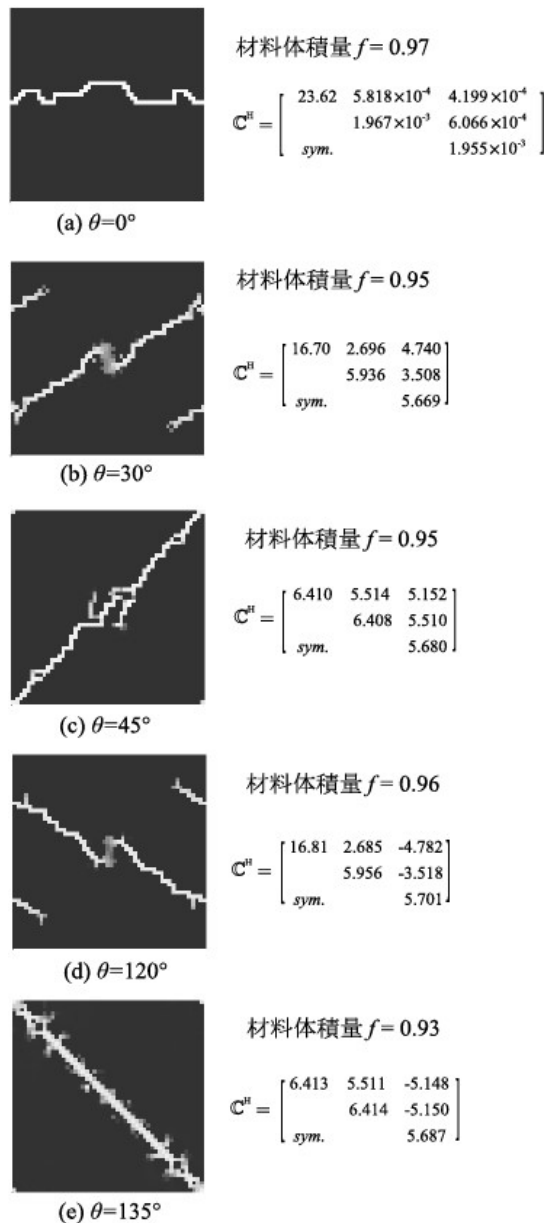 材料体積量 f = 0.97
ℂᴴ = [ 23.62 5.818×10⁻⁴ 4.199×10⁻⁴
1.967×10⁻³ 6.066×10⁻⁴
sym. 1.955×10⁻³ ]
(a) θ=0°
材料体積量 f = 0.95
ℂᴴ = [ 16.70 2.696 4.740
5.936 3.508
sym. 5.669 ]
(b) θ=30°
材料体積量 f = 0.95
ℂᴴ = [ 6.410 5.514 5.152
6.408 5.510
sym. 5.680 ]
(c) θ=45°
材料体積量 f = 0.96
ℂᴴ = [ 16.81 2.685 -4.782
5.956 -3.518
sym. 5.701 ]
(d) θ=120°
材料体積量 f = 0.93
ℂᴴ = [ 6.413 5.511 -5.148
6.414 -5.150
sym. 5.687 ]
(e) θ=135°